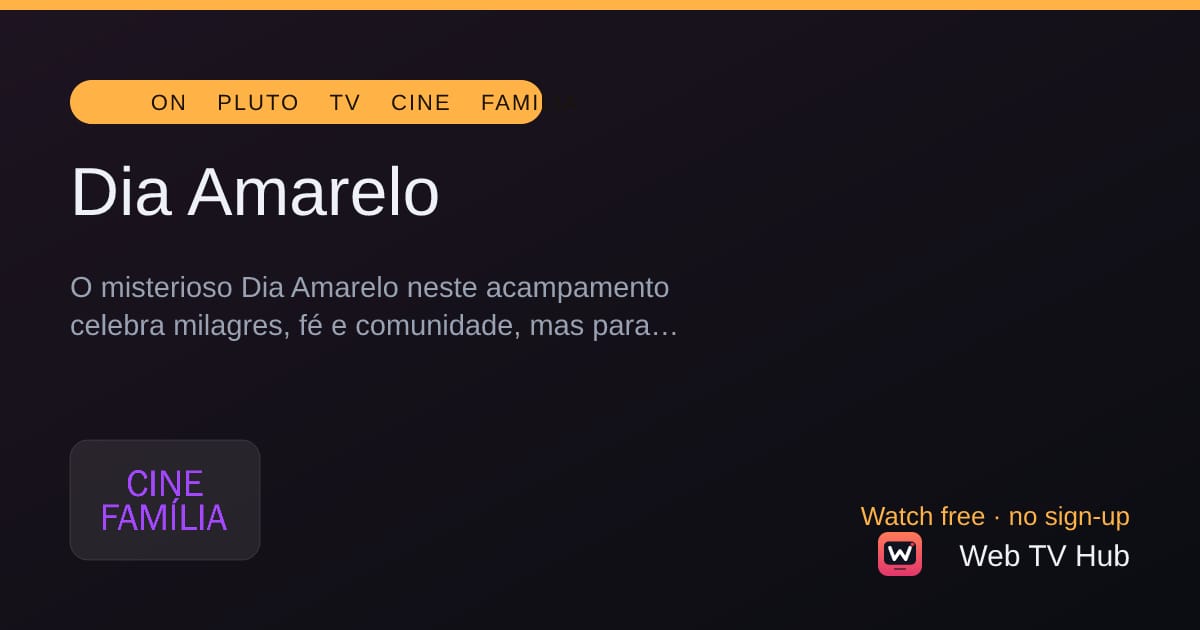 ON PLUTO TV CINE FAMÍ
Dia Amarelo
O misterioso Dia Amarelo neste acampamento
celebra milagres, fé e comunidade, mas para…
CINE
FAMÍLIA
Watch free · no sign-up
W
Web TV Hub